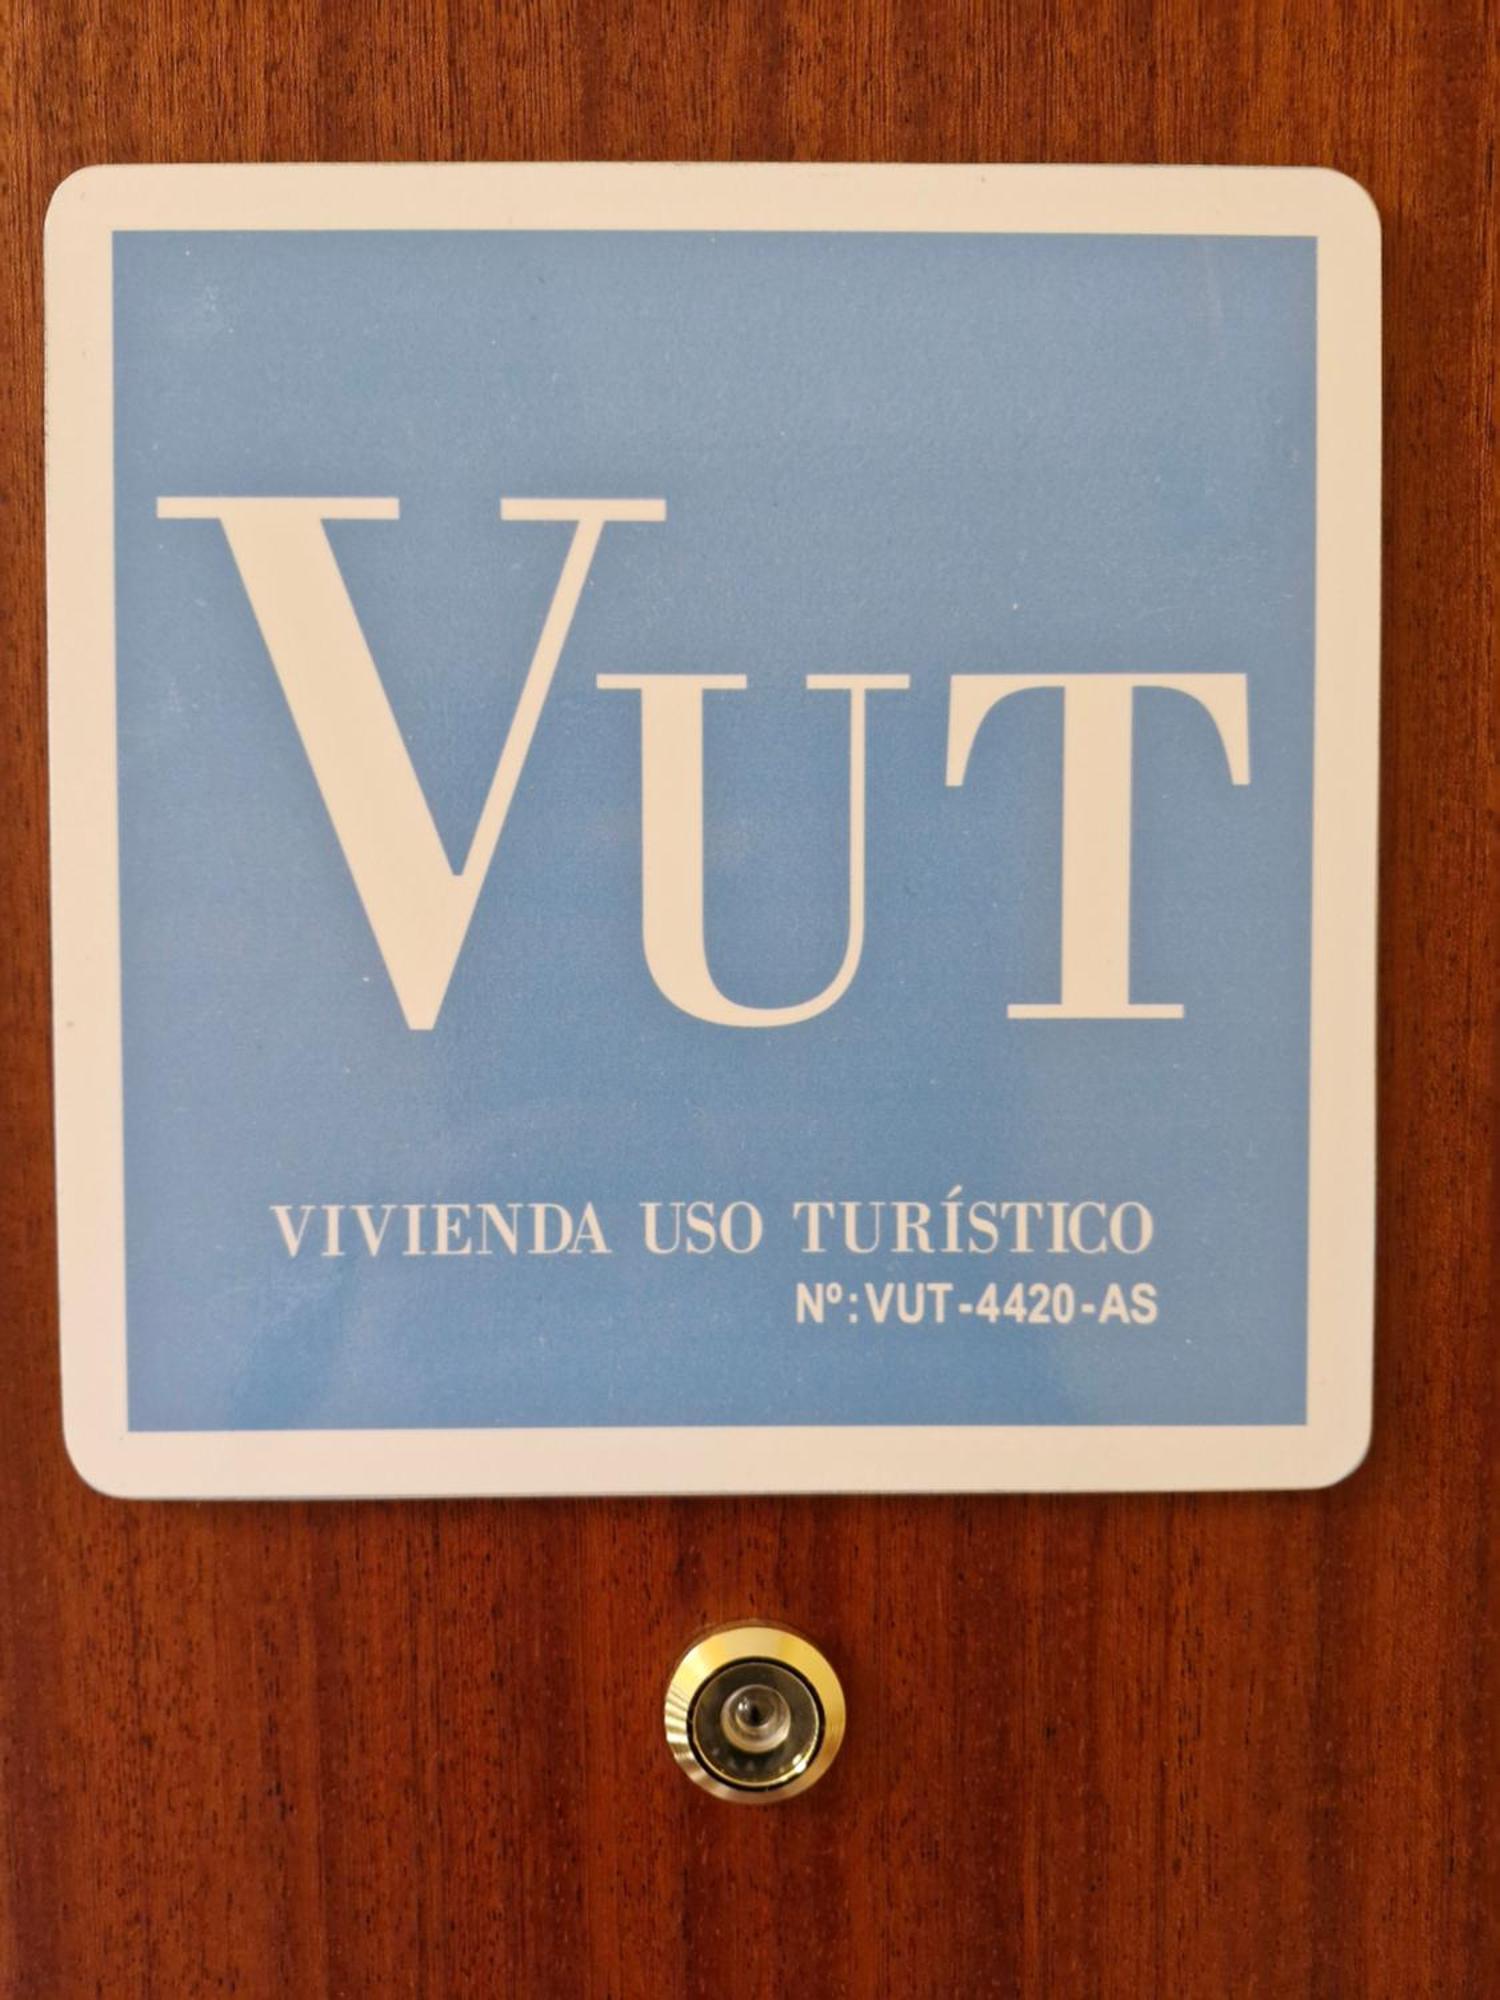 VUT
VIVIENDA USO TURÍSTICO
Nº:VUT-4420-AS